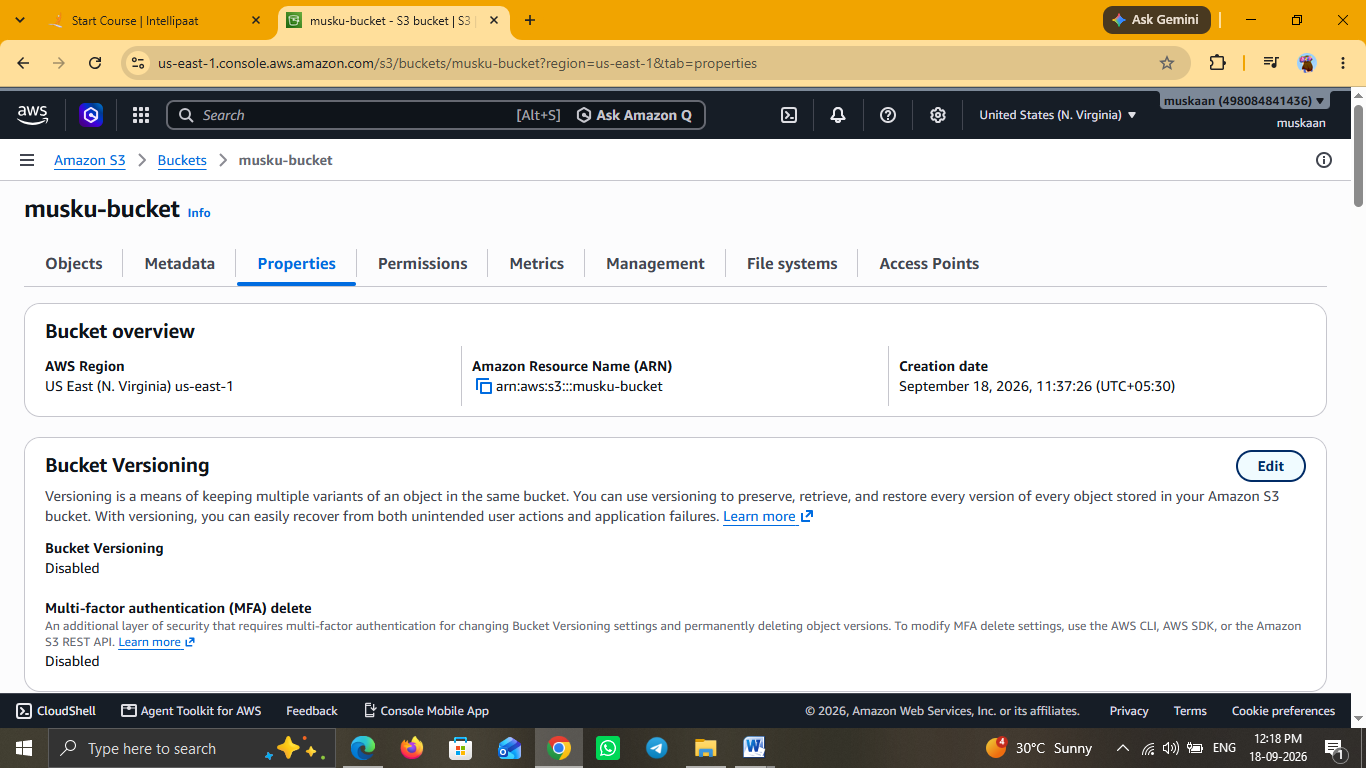 Start Course | Intellipaat
musku-bucket - S3 bucket | S3
Ask Gemini
us-east-1.console.aws.amazon.com/s3/buckets/musku-bucket?region=us-east-1&tab=properties
aws
Search [Alt+S] Ask Amazon Q
United States (N. Virginia)
muskaan (498084841436)
muskaan
Amazon S3 > Buckets > musku-bucket
musku-bucket Info
Objects Metadata Properties Permissions Metrics Management File systems Access Points
Bucket overview
AWS Region
US East (N. Virginia) us-east-1
Amazon Resource Name (ARN)
arn:aws:s3:::musku-bucket
Creation date
September 18, 2026, 11:37:26 (UTC+05:30)
Bucket Versioning
Edit
Versioning is a means of keeping multiple variants of an object in the same bucket. You can use versioning to preserve, retrieve, and restore every version of every object stored in your Amazon S3
bucket. With versioning, you can easily recover from both unintended user actions and application failures. Learn more
Bucket Versioning
Disabled
Multi-factor authentication (MFA) delete
An additional layer of security that requires multi-factor authentication for changing Bucket Versioning settings and permanently deleting object versions. To modify MFA delete settings, use the AWS CLI, AWS SDK, or the Amazon
S3 REST API. Learn more
Disabled
CloudShell Agent Toolkit for AWS Feedback Console Mobile App © 2026, Amazon Web Services, Inc. or its affiliates. Privacy Terms Cookie preferences
Type here to search
4
30°C Sunny
ENG
12:18 PM
18-09-2026
1